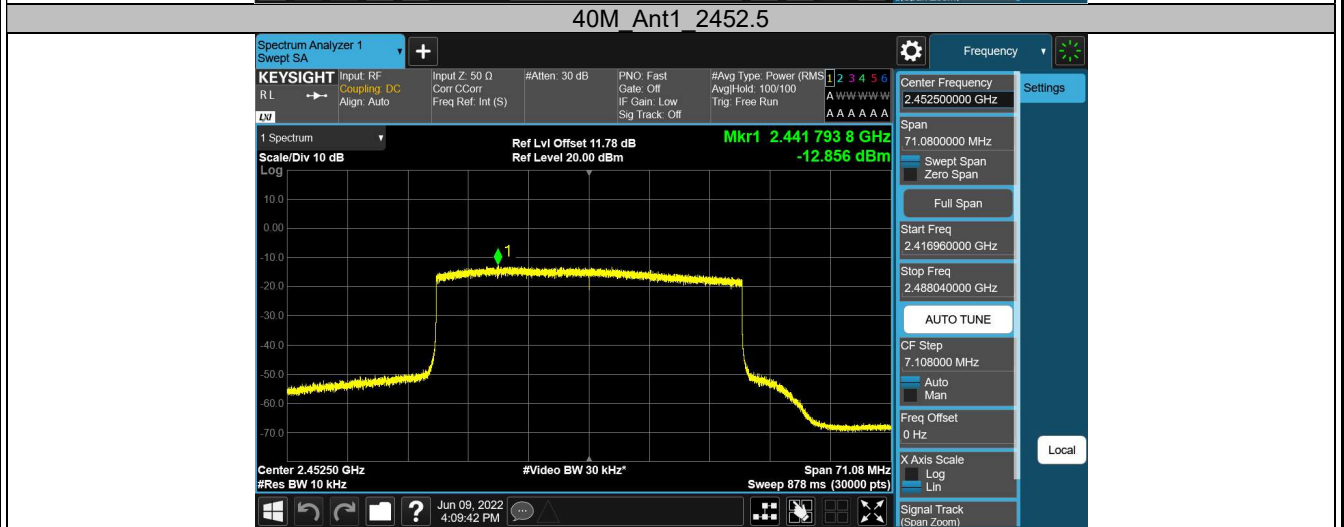 (Span Zoom)
40M_Ant1_2452.5
Spectrum Analyzer 1
Swept SA
+
Frequency
KEYSIGHT
RL
LXI
Input: RF
Coupling: DC
Align: Auto
Input Z: 50 Ω
Corr CCorr
Freq Ref: Int (S)
#Atten: 30 dB
PNO: Fast
Gate: Off
IF Gain: Low
Sig Track: Off
#Avg Type: Power (RMS
Avg|Hold: 100/100
Trig: Free Run
1 2 3 4 5 6
A W W W W W
A A A A A A
1 Spectrum
Scale/Div 10 dB
Log
Ref Lvl Offset 11.78 dB
Ref Level 20.00 dBm
Mkr1 2.441 793 8 GHz
-12.856 dBm
10.0
0.00
-10.0
-20.0
-30.0
-40.0
-50.0
-60.0
-70.0
1
Center 2.45250 GHz
#Res BW 10 kHz
#Video BW 30 kHz*
Span 71.08 MHz
Sweep 878 ms (30000 pts)
Center Frequency
2.452500000 GHz
Span
71.0800000 MHz
Swept Span
Zero Span
Full Span
Start Freq
2.416960000 GHz
Stop Freq
2.488040000 GHz
AUTO TUNE
CF Step
7.108000 MHz
Auto
Man
Freq Offset
0 Hz
X Axis Scale
Log
Lin
Signal Track
(Span Zoom)
Settings
Local
?
Jun 09, 2022
4:09:42 PM